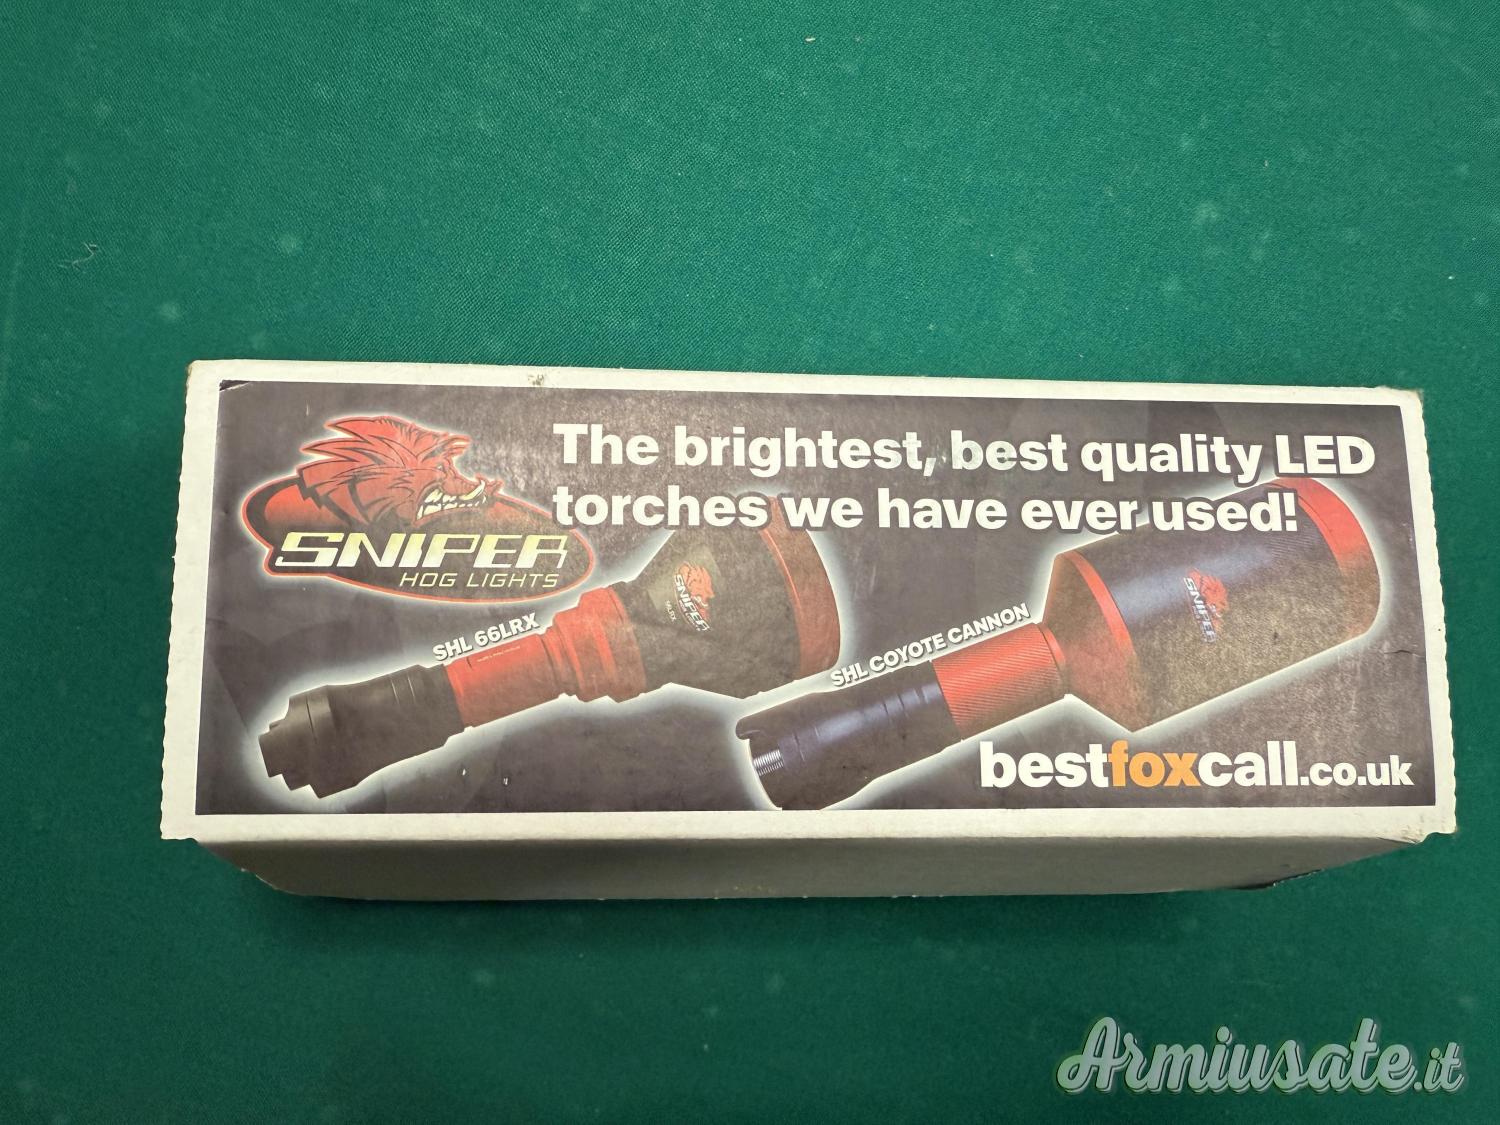 The brightest, best quality LED
torches we have ever used!
SNIPER
HOG LIGHTS
SHL 66LRX
SNIPER
66LRX
SHL COYOTE CANNON
SNIPER
bestfoxcall.co.uk
Armiusate.it